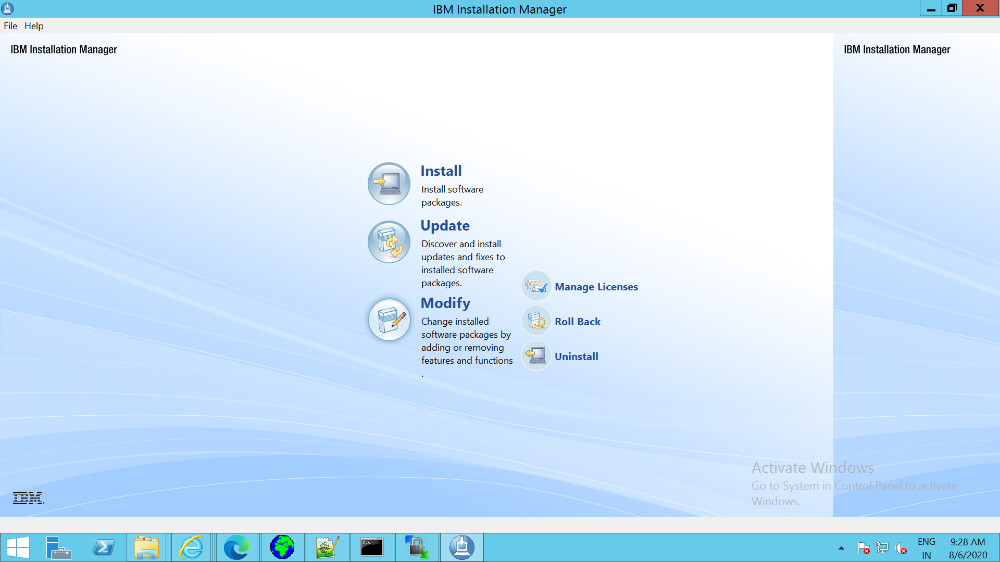 IBM Installation Manager
File Help
IBM Installation Manager
IBM Installation Manager
Install
Install software
packages.
Update
Discover and install
updates and fixes to
installed software
packages.
Modify
Change installed
software packages by
adding or removing
features and functions
.
Manage Licenses
Roll Back
Uninstall
Activate Windows
Go to System in Control Panel to activate
Windows.
IBM.
C:\_
ENG
IN
9:28 AM
8/6/2020